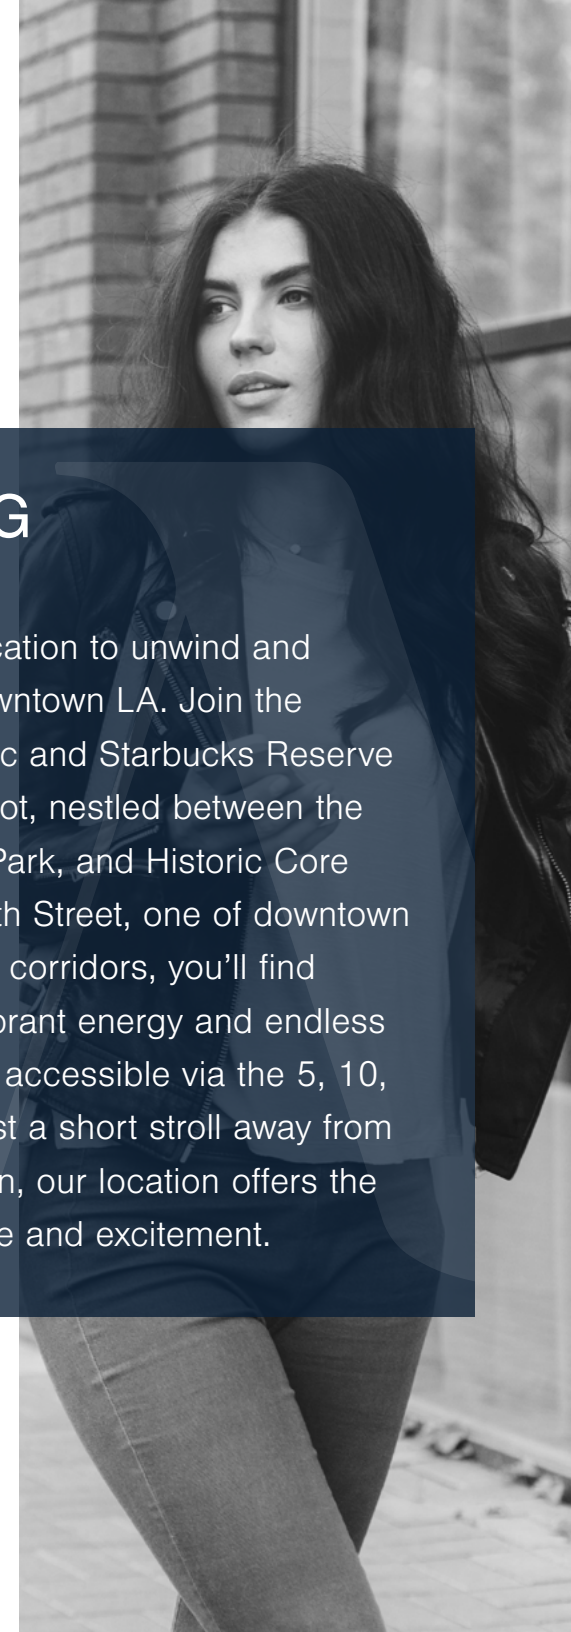 G
cation to unwind and
wntown LA. Join the
c and Starbucks Reserve
ot, nestled between the
Park, and Historic Core
th Street, one of downtown
corridors, you'll find
brant energy and endless
accessible via the 5, 10,
st a short stroll away from
n, our location offers the
e and excitement.